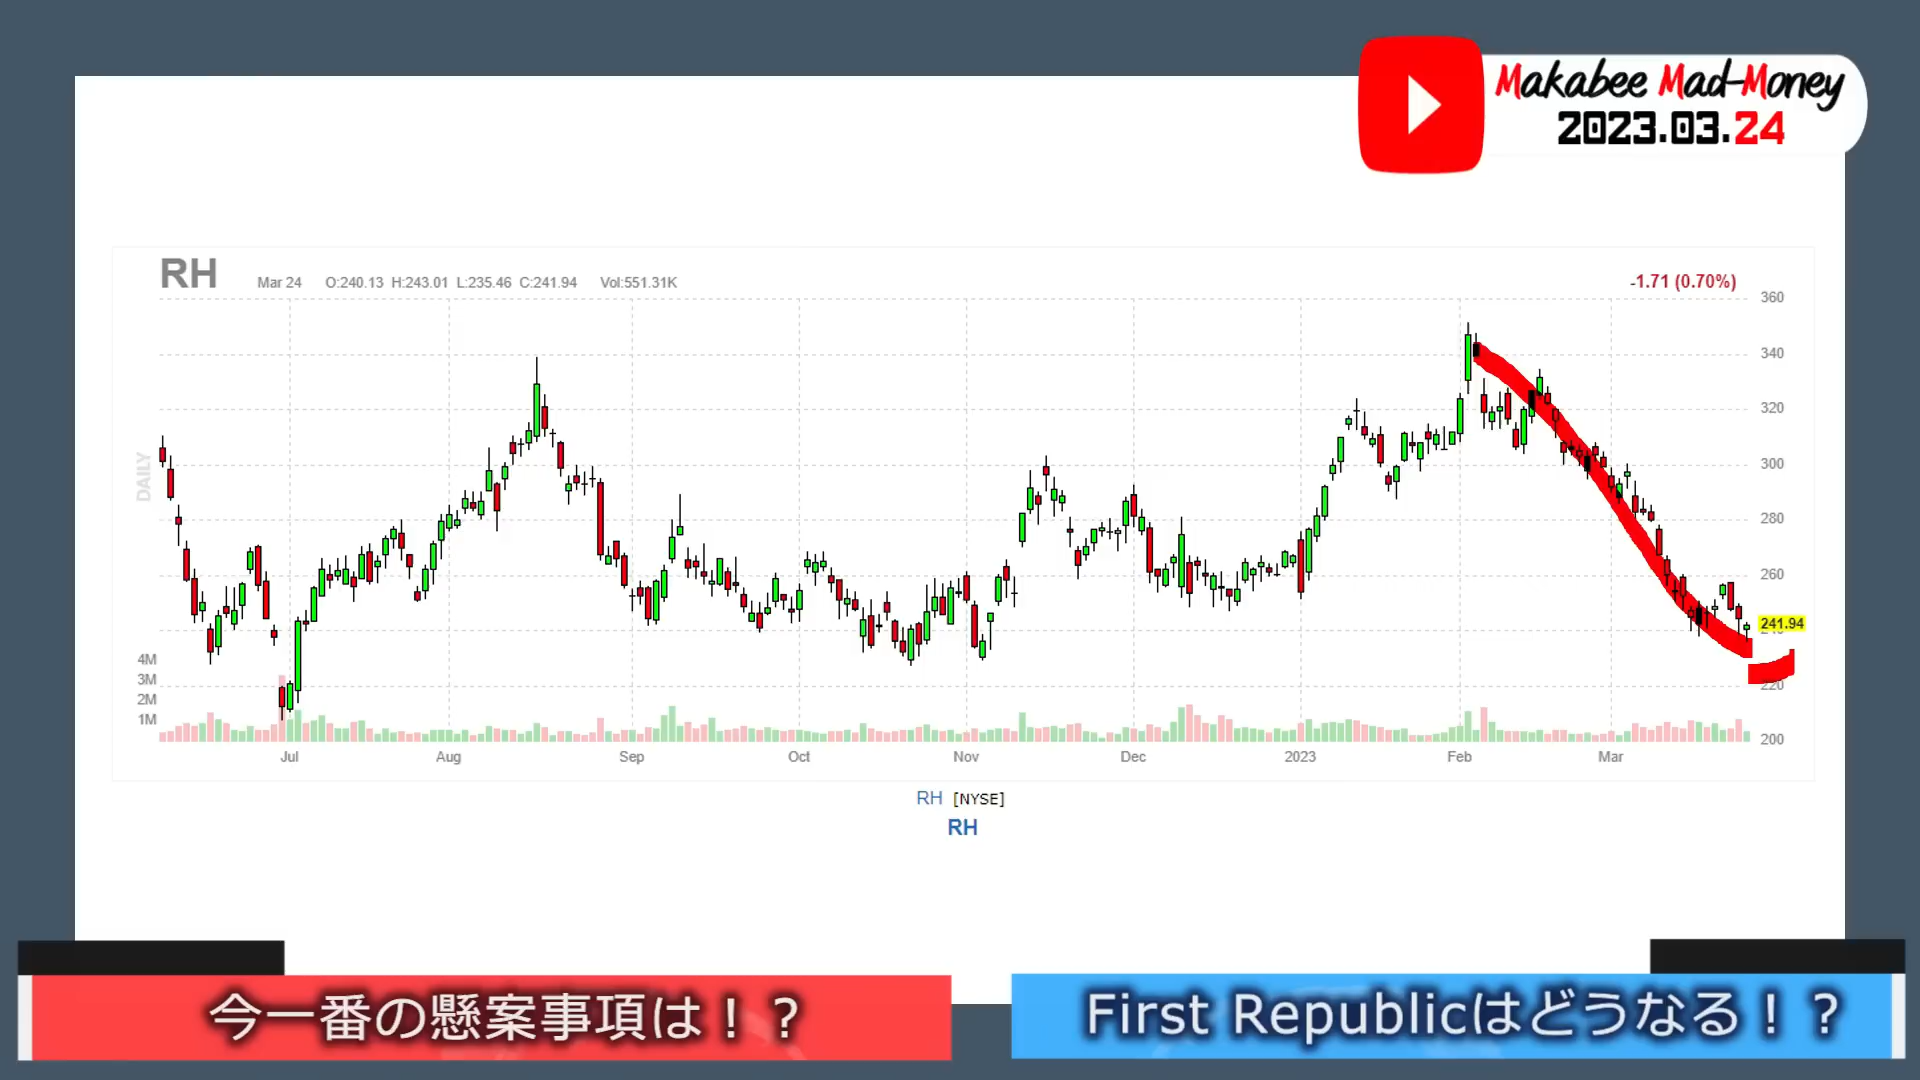 Makabee Mad-Money
2023.03.24
RH Mar 24 O:240.13 H:243.01 L:235.46 C:241.94 Vol:551.31K -1.71 (0.70%)
360
340
320
300
280
260
241.94
220
200
DAILY
4M
3M
2M
1M
Jul Aug Sep Oct Nov Dec 2023 Feb Mar
RH [NYSE]
RH
今一番の懸案事項は！？
First Republicはどうなる！？